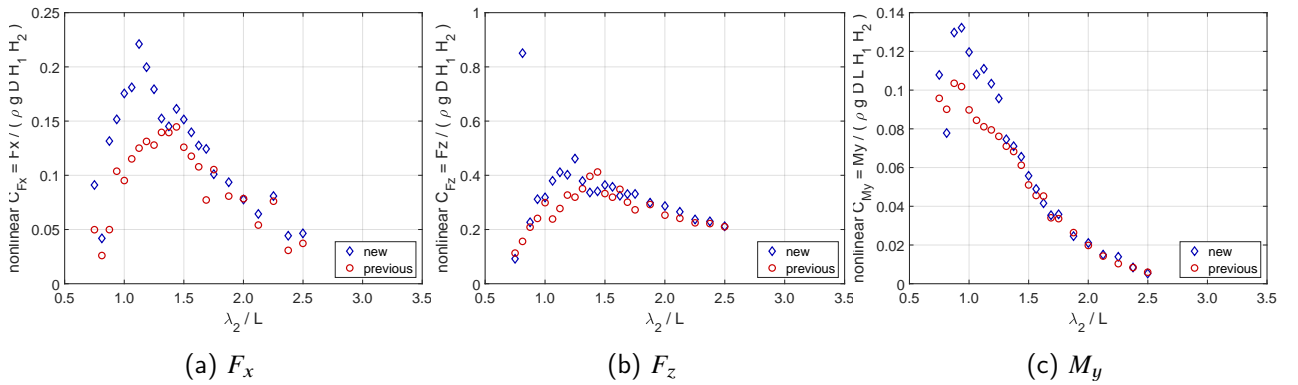 nonlinear C_Fx = Fx / ( ρ g D H_1 H_2 )
0.25
0.2
0.15
0.1
0.05
0
0.5 1.0 1.5 2.0 2.5 3.0 3.5
λ_2 / L
new
previous
(a) F_x
nonlinear C_Fz = Fz / ( ρ g D H_1 H_2 )
1
0.8
0.6
0.4
0.2
0
0.5 1.0 1.5 2.0 2.5 3.0 3.5
λ_2 / L
new
previous
(b) F_z
nonlinear C_My = My / ( ρ g D L H_1 H_2 )
0.14
0.12
0.10
0.08
0.06
0.04
0.02
0
0.5 1.0 1.5 2.0 2.5 3.0 3.5
λ_2 / L
new
previous
(c) M_y